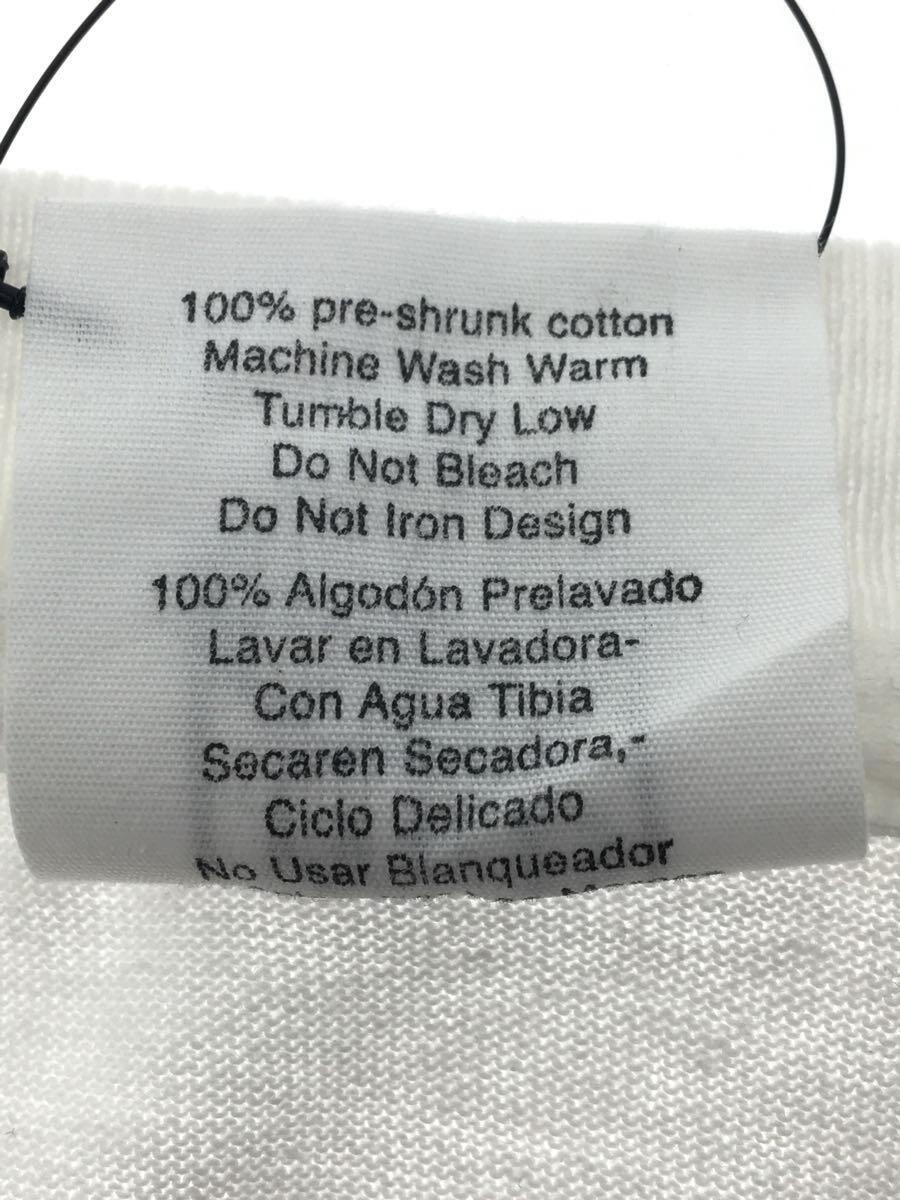 100% pre-shrunk cotton
Machine Wash Warm
Tumble Dry Low
Do Not Bleach
Do Not Iron Design
100% Algodón Prelavado
Lavar en Lavadora-
Con Agua Tibia
Secaren Secadora,-
Ciclo Delicado
No Usar Blanqueador